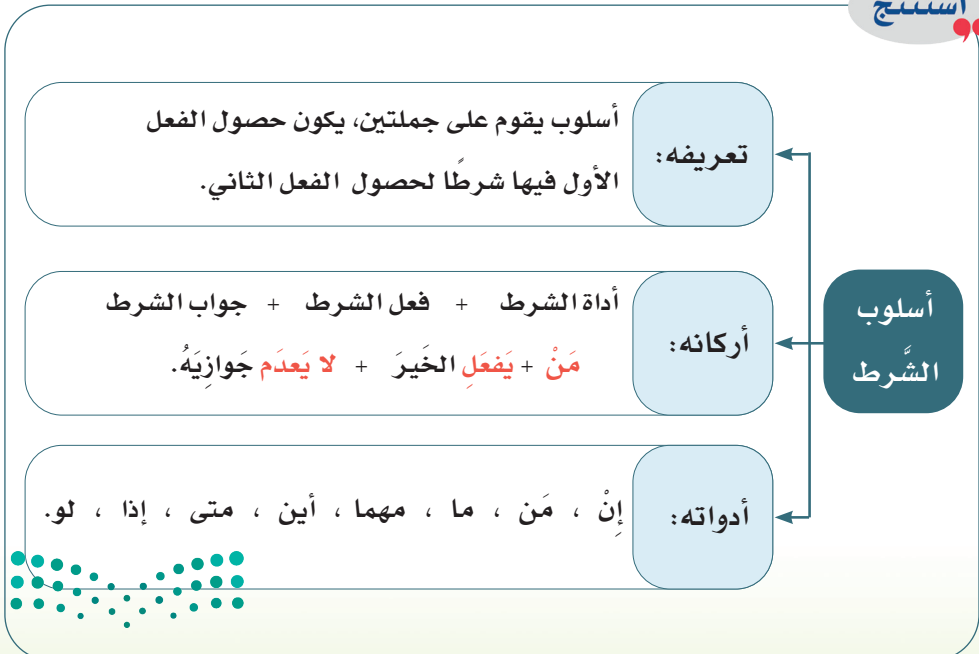 أستنتج
أسلوب
الشَّرط
تعريفه:
أسلوب يقوم على جملتين، يكون حصول الفعل
الأول فيها شرطًا لحصول الفعل الثاني.
أركانه:
أداة الشرط + فعل الشرط + جواب الشرط
مَنْ + يَفعَلِ الخَيرَ + لا يَعدَم جَوازِيَهُ.
أدواته:
إنْ ، مَن ، ما ، مهما ، أين ، متى ، إذا ، لو.